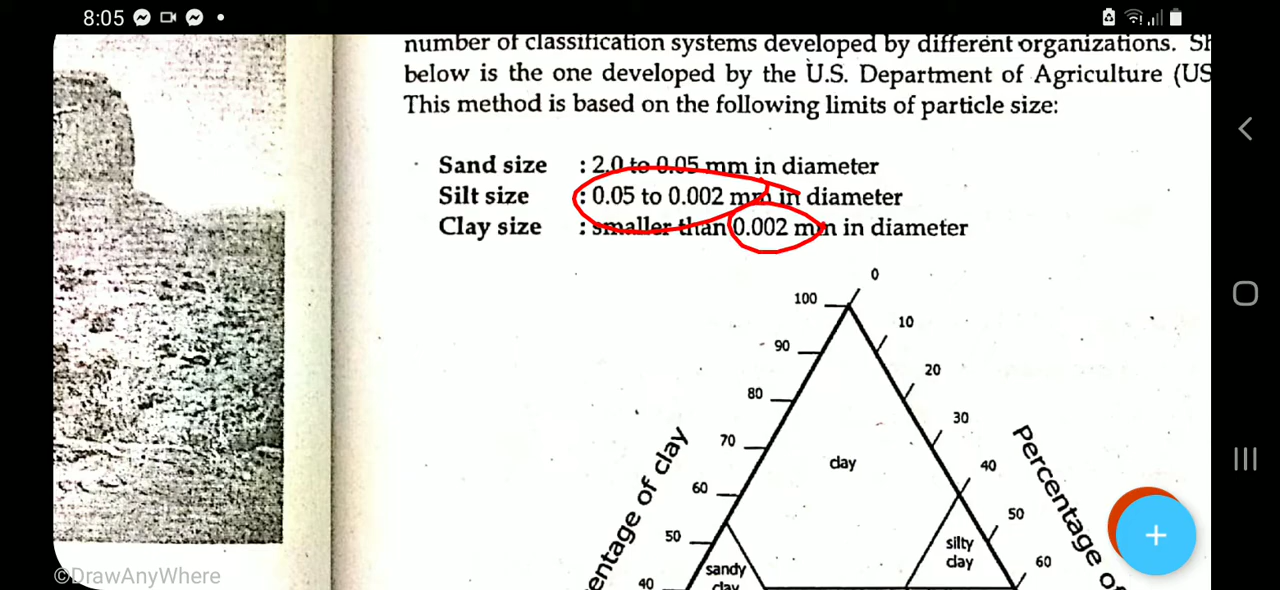 8:05
number of classification systems developed by different organizations.
below is the one developed by the U.S. Department of Agriculture (US
This method is based on the following limits of particle size:
Sand size : 2.0 to 0.05 mm in diameter
Silt size : 0.05 to 0.002 mm in diameter
Clay size : smaller than 0.002 mm in diameter
0
100
10
90
20
80
30
70
clay
40
60
50
50
silty
clay
60
sandy
clay
40
entage of clay
Percentage of
+
©DrawAnyWhere